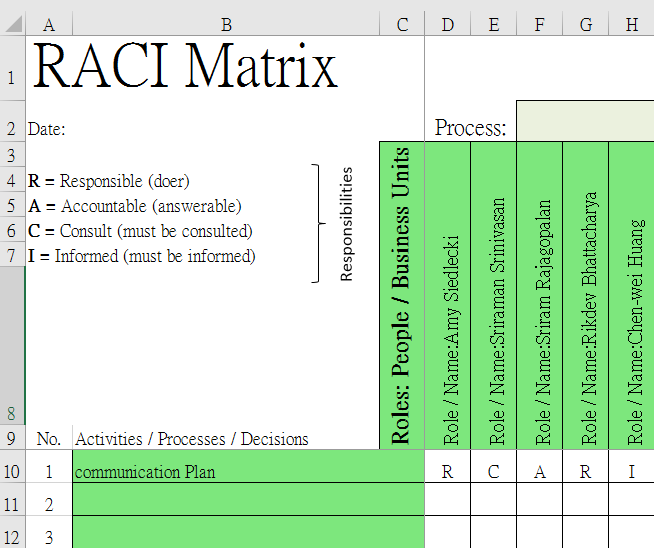 A B C D E F G H
1 RACI Matrix
2 Date: Process:
3
4 R = Responsible (doer)
5 A = Accountable (answerable)
6 C = Consult (must be consulted)
7 I = Informed (must be informed)
Responsibilities
8
Roles: People / Business Units
Role / Name:Amy Siedlecki
Role / Name:Sriraman Srinivasan
Role / Name:Sriram Rajagopalan
Role / Name:Rikdev Bhattacharya
Role / Name:Chen-wei Huang
9 No. Activities / Processes / Decisions
10 1 communication Plan R C A R I
11 2
12 3